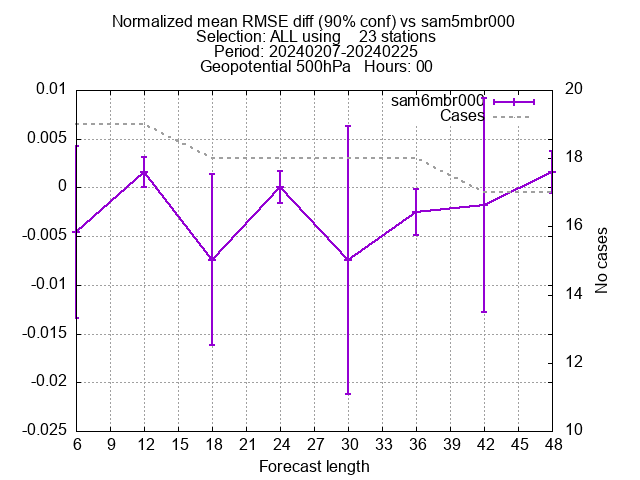 Normalized mean RMSE diff (90% conf) vs sam5mbr000
Selection: ALL using    23 stations
Period: 20240207-20240225
Geopotential 500hPa   Hours: 00
sam6mbr000
Cases
0.01
0.005
0
-0.005
-0.01
-0.015
-0.02
-0.025
20
18
16
14
12
10
No cases
6 9 12 15 18 21 24 27 30 33 36 39 42 45 48
Forecast length